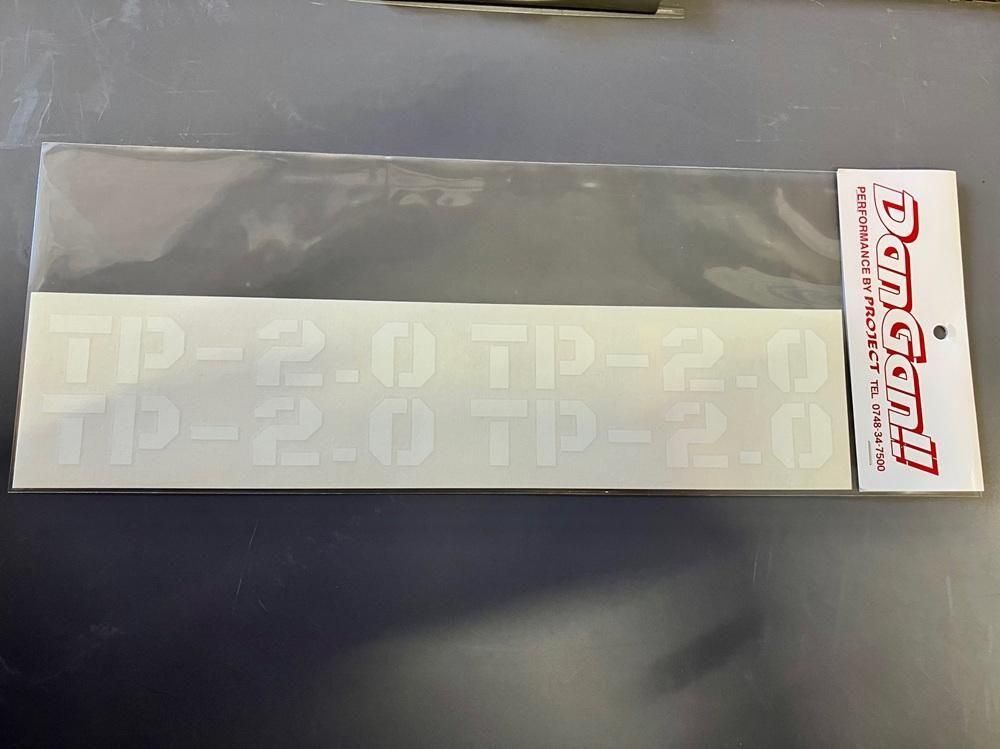 TP-2.0 TP-2.0
TP-2.0 TP-2.0
DanGan!!
PERFORMANCE BY PROJECT TEL 0748-34-7500